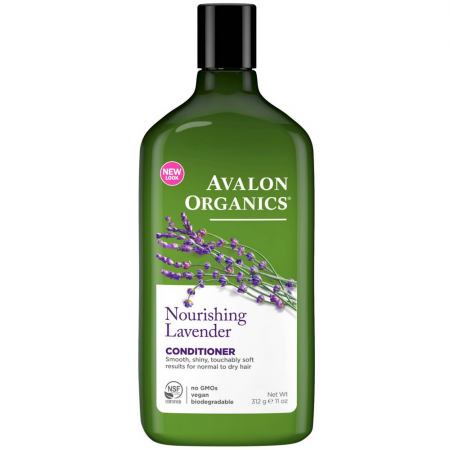 NEW
LOOK
AVALON
ORGANICS®
Nourishing
Lavender
CONDITIONER
Smooth, shiny, touchably soft
results for normal to dry hair
NSF
CERTIFIED
no GMOs
vegan
biodegradable
Net Wt
312 g ℮ 11 oz